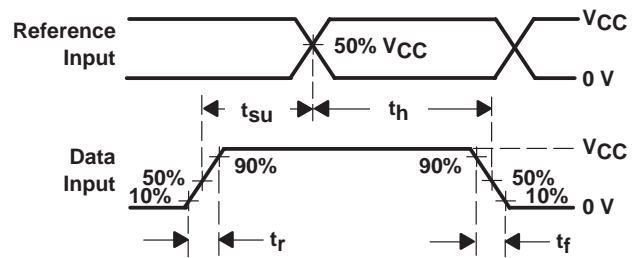 Reference
Input
50% VCC
VCC
0 V
tsu
th
Data
Input
50%
10%
90%
90%
50%
10%
VCC
0 V
tr
tf